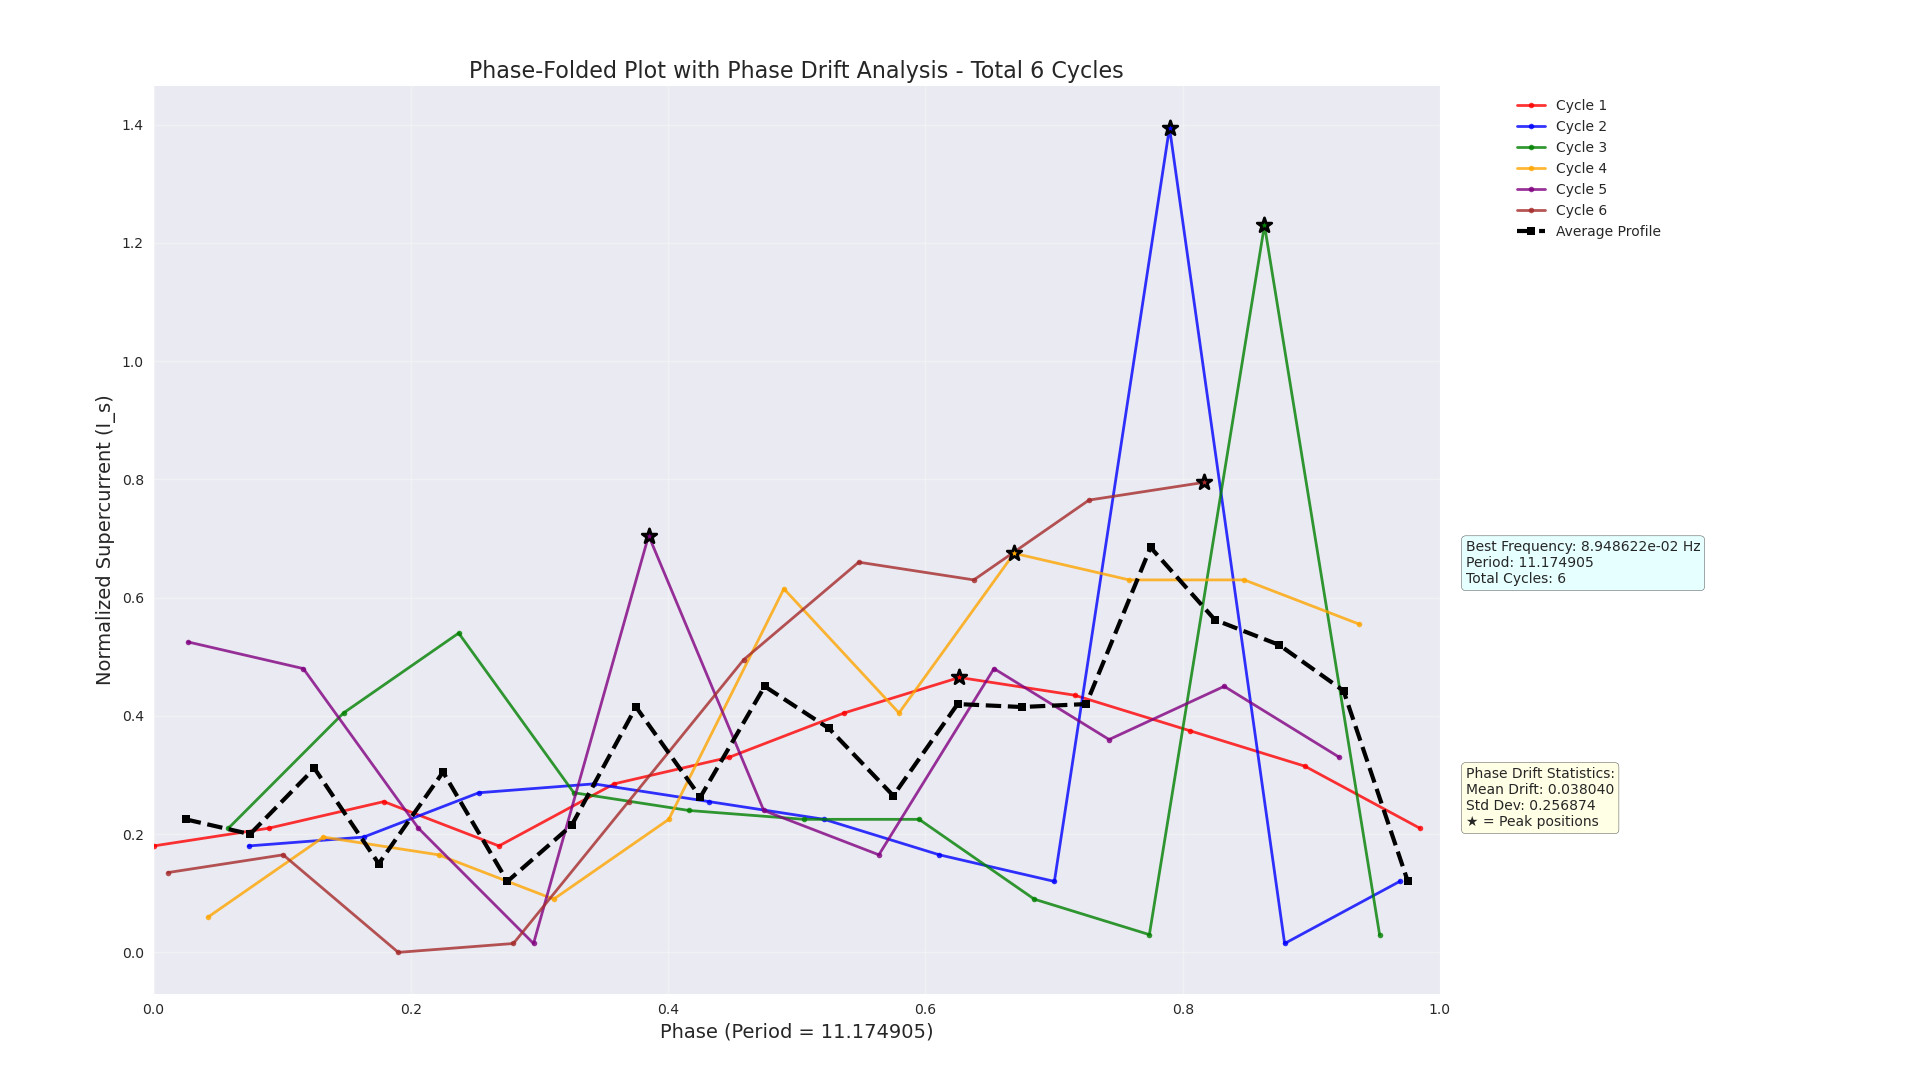 Phase-Folded Plot with Phase Drift Analysis - Total 6 Cycles
Normalized Supercurrent (I_s)
1.4
1.2
1.0
0.8
0.6
0.4
0.2
0.0
0.0 0.2 0.4 0.6 0.8 1.0
Phase (Period = 11.174905)
Cycle 1
Cycle 2
Cycle 3
Cycle 4
Cycle 5
Cycle 6
Average Profile
Best Frequency: 8.948622e-02 Hz
Period: 11.174905
Total Cycles: 6
Phase Drift Statistics:
Mean Drift: 0.038040
Std Dev: 0.256874
★ = Peak positions